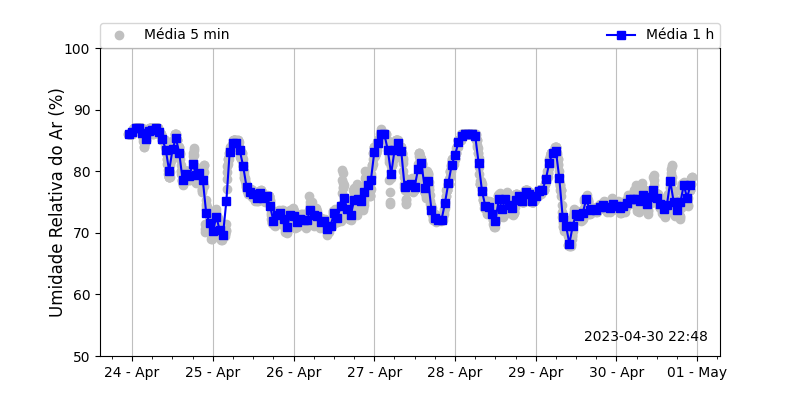 Média 5 min
Média 1 h
Umidade Relativa do Ar (%)
100
90
80
70
60
50
2023-04-30 22:48
24 - Apr
25 - Apr
26 - Apr
27 - Apr
28 - Apr
29 - Apr
30 - Apr
01 - May